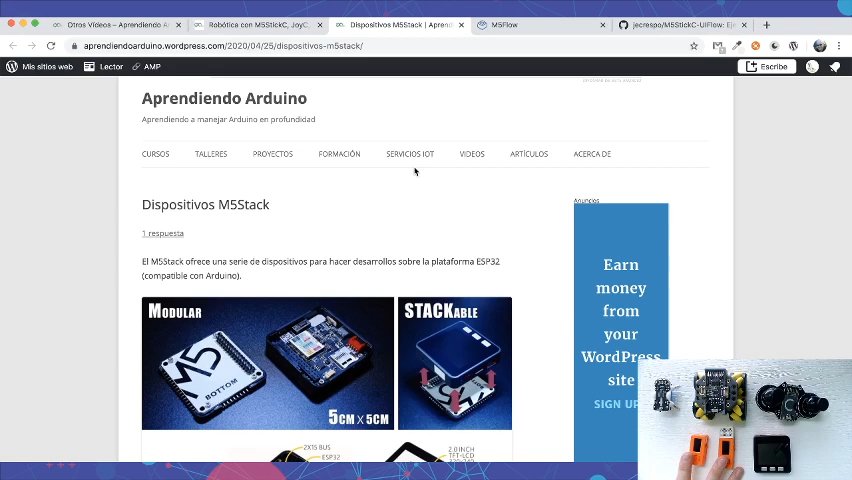 Otros Vídeos – Aprendiendo A
Robótica con M5StickC, JoyC,
Dispositivos M5Stack | Aprend
M5Flow
jecrespo/M5StickC-UIFlow: Eje
aprendiendoarduino.wordpress.com/2020/04/25/dispositivos-m5stack/
Mis sitios web
Lector
AMP
Escribe
Aprendiendo Arduino
Aprendiendo a manejar Arduino en profundidad
CURSOS
TALLERES
PROYECTOS
FORMACIÓN
SERVICIOS IOT
VIDEOS
ARTÍCULOS
ACERCA DE
Dispositivos M5Stack
1 respuesta
El M5Stack ofrece una serie de dispositivos para hacer desarrollos sobre la plataforma ESP32
(compatible con Arduino).
Anuncios
Earn
money
from
your
WordPress
site
SIGN UP
MODULAR
M5
BOTTOM
5CM X 5CM
STACKABLE
2X15 BUS
ESP32
2.0 INCH
TFT-LCD